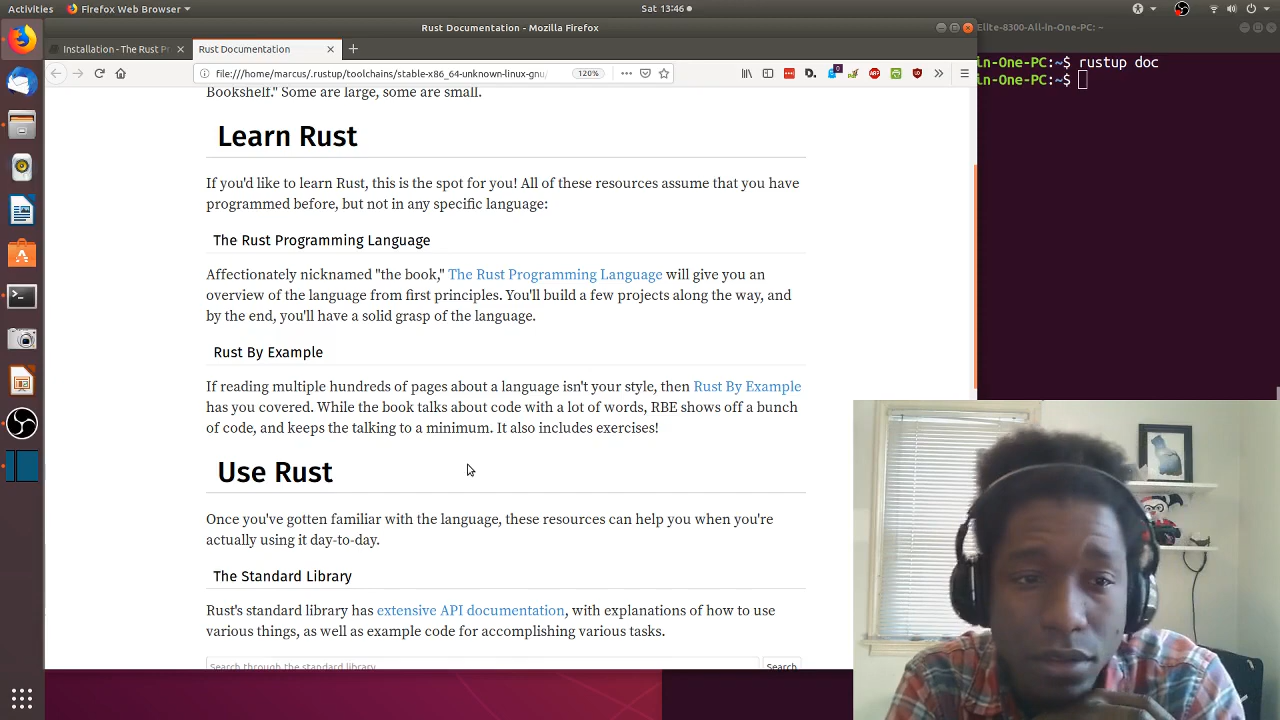 Activities
Firefox Web Browser
Sat 13:46
Rust Documentation - Mozilla Firefox
Elite-8300-All-in-One-PC: ~
Installation - The Rust Pr
Rust Documentation
file:///home/marcus/.rustup/toolchains/stable-x86_64-unknown-linux-gnu/
120%
in-One-PC:~$ rustup doc
in-One-PC:~$
Bookshelf." Some are large, some are small.
Learn Rust
If you'd like to learn Rust, this is the spot for you! All of these resources assume that you have
programmed before, but not in any specific language:
The Rust Programming Language
Affectionately nicknamed "the book," The Rust Programming Language will give you an
overview of the language from first principles. You'll build a few projects along the way, and
by the end, you'll have a solid grasp of the language.
Rust By Example
If reading multiple hundreds of pages about a language isn't your style, then Rust By Example
has you covered. While the book talks about code with a lot of words, RBE shows off a bunch
of code, and keeps the talking to a minimum. It also includes exercises!
Use Rust
Once you've gotten familiar with the language, these resources can help you when you're
actually using it day-to-day.
The Standard Library
Rust's standard library has extensive API documentation, with explanations of how to use
various things, as well as example code for accomplishing various tasks.
Search through the standard library
Search